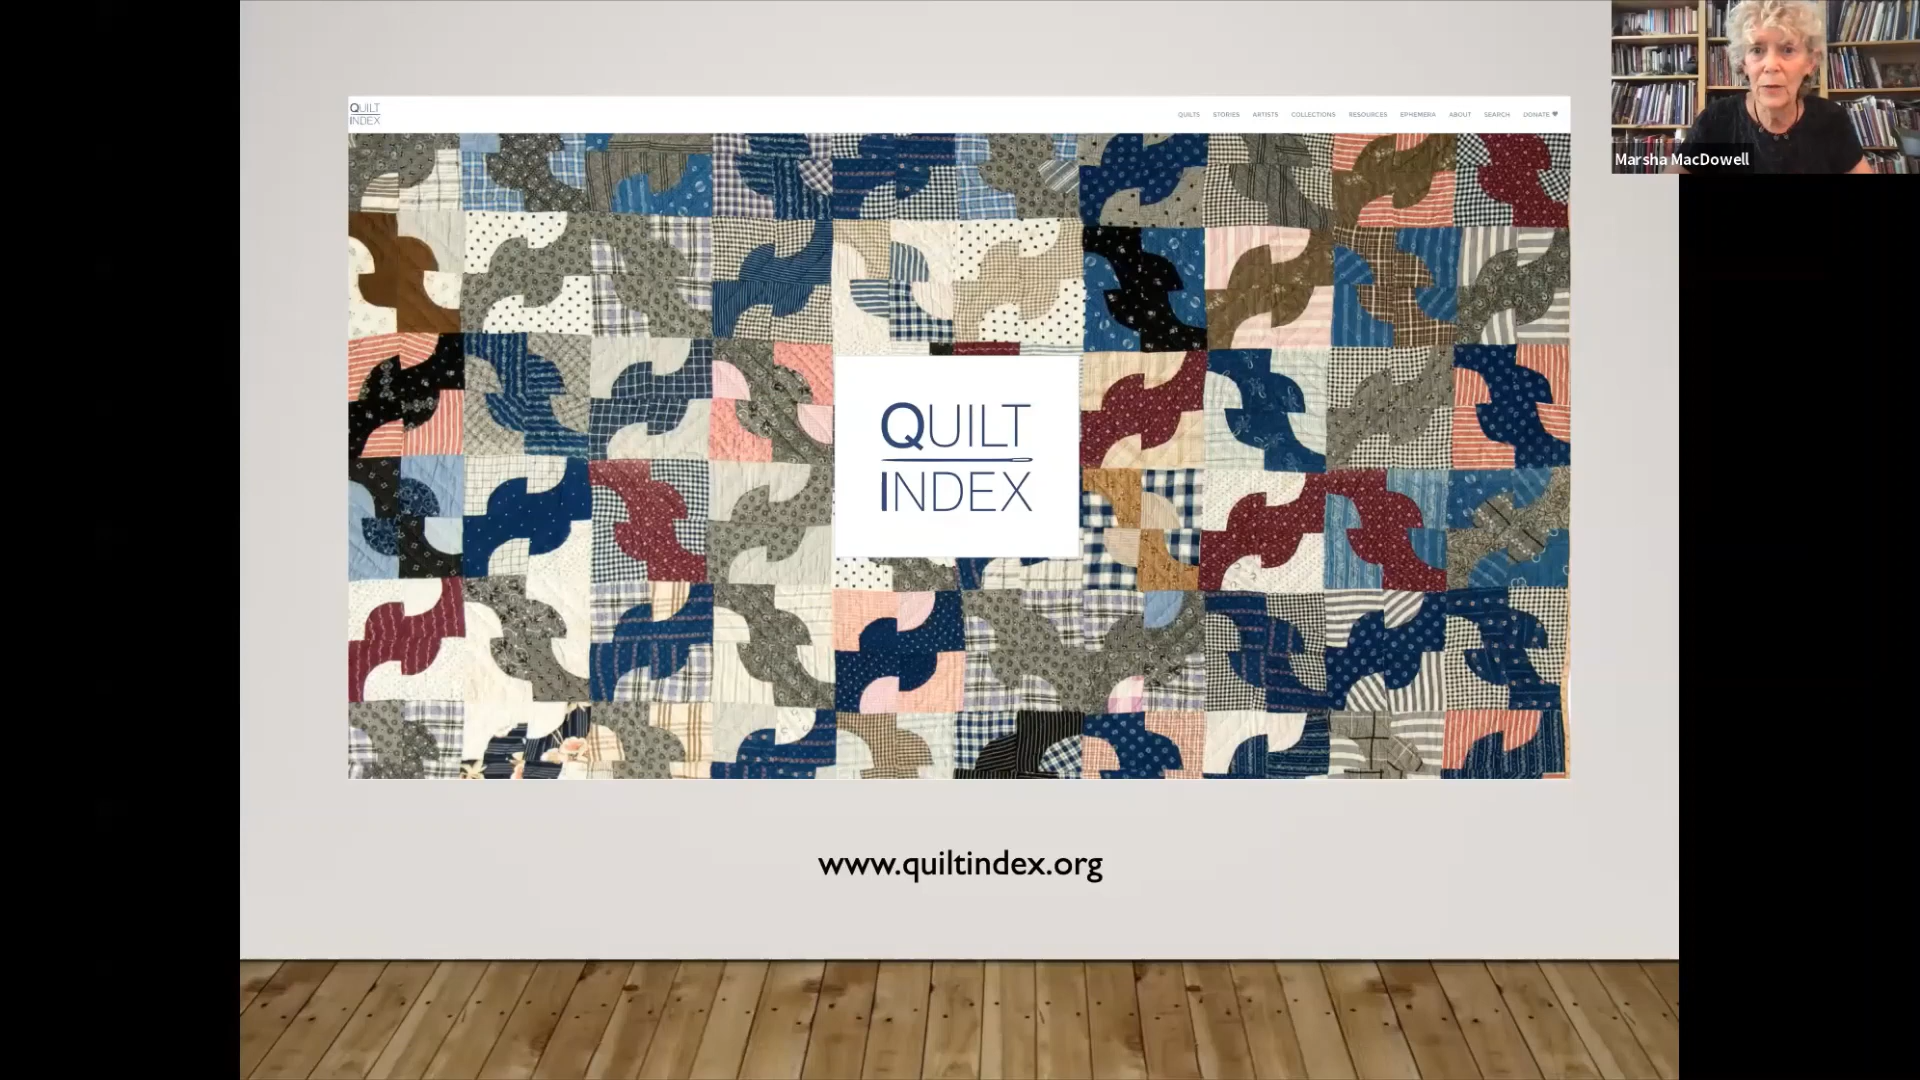 QUILT
INDEX
QUILTS STORIES ARTISTS COLLECTIONS RESOURCES EPHEMERA ABOUT SEARCH DONATE
Marsha MacDowell
QUILT
INDEX
www.quiltindex.org